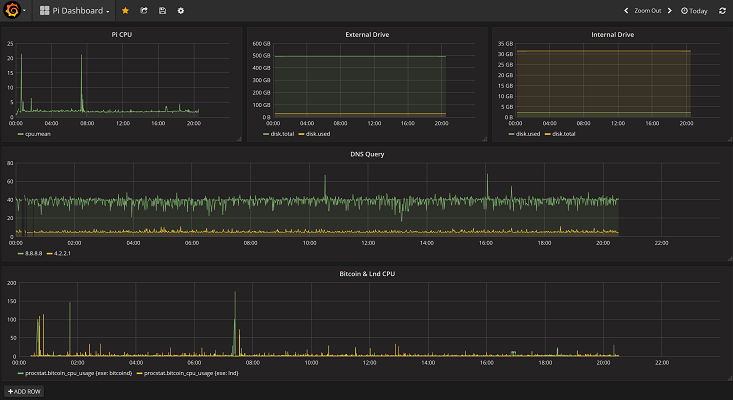 Pi Dashboard
Zoom Out
Today
Pi CPU
25
20
15
10
5
0
00:00 04:00 08:00 12:00 16:00 20:00
cpu.mean
External Drive
600 GB
500 GB
400 GB
300 GB
200 GB
100 GB
0 B
00:00 04:00 08:00 12:00 16:00 20:00
disk.total disk.used
Internal Drive
35 GB
30 GB
25 GB
20 GB
15 GB
10 GB
5 GB
0 B
00:00 04:00 08:00 12:00 16:00 20:00
disk.used disk.total
DNS Query
80
60
40
20
0
00:00 02:00 04:00 06:00 08:00 10:00 12:00 14:00 16:00 18:00 20:00 22:00
8.8.8.8 4.2.2.1
Bitcoin & Lnd CPU
200
150
100
50
0
00:00 02:00 04:00 06:00 08:00 10:00 12:00 14:00 16:00 18:00 20:00 22:00
procstat.bitcoin_cpu_usage {exe: bitcoind} procstat.bitcoin_cpu_usage {exe: lnd}
+ ADD ROW